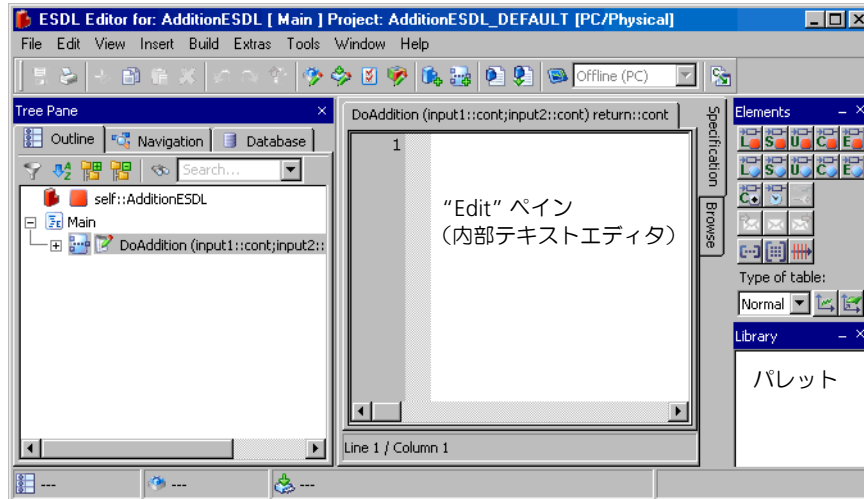 ESDL Editor for: AdditionESDL [ Main ] Project: AdditionESDL_DEFAULT [PC/Physical]
File Edit View Insert Build Extras Tools Window Help
Offline (PC)
Tree Pane
Outline Navigation Database
Search...
self::AdditionESDL
Main
DoAddition (input1::cont;input2::
DoAddition (input1::cont;input2::cont) return::cont
1
“Edit” ペイン
（内部テキストエディタ）
Line 1 / Column 1
Specification
Browse
Elements
L S U C E
L S U C E
C
Type of table:
Normal
Library
パレット
--- --- ---